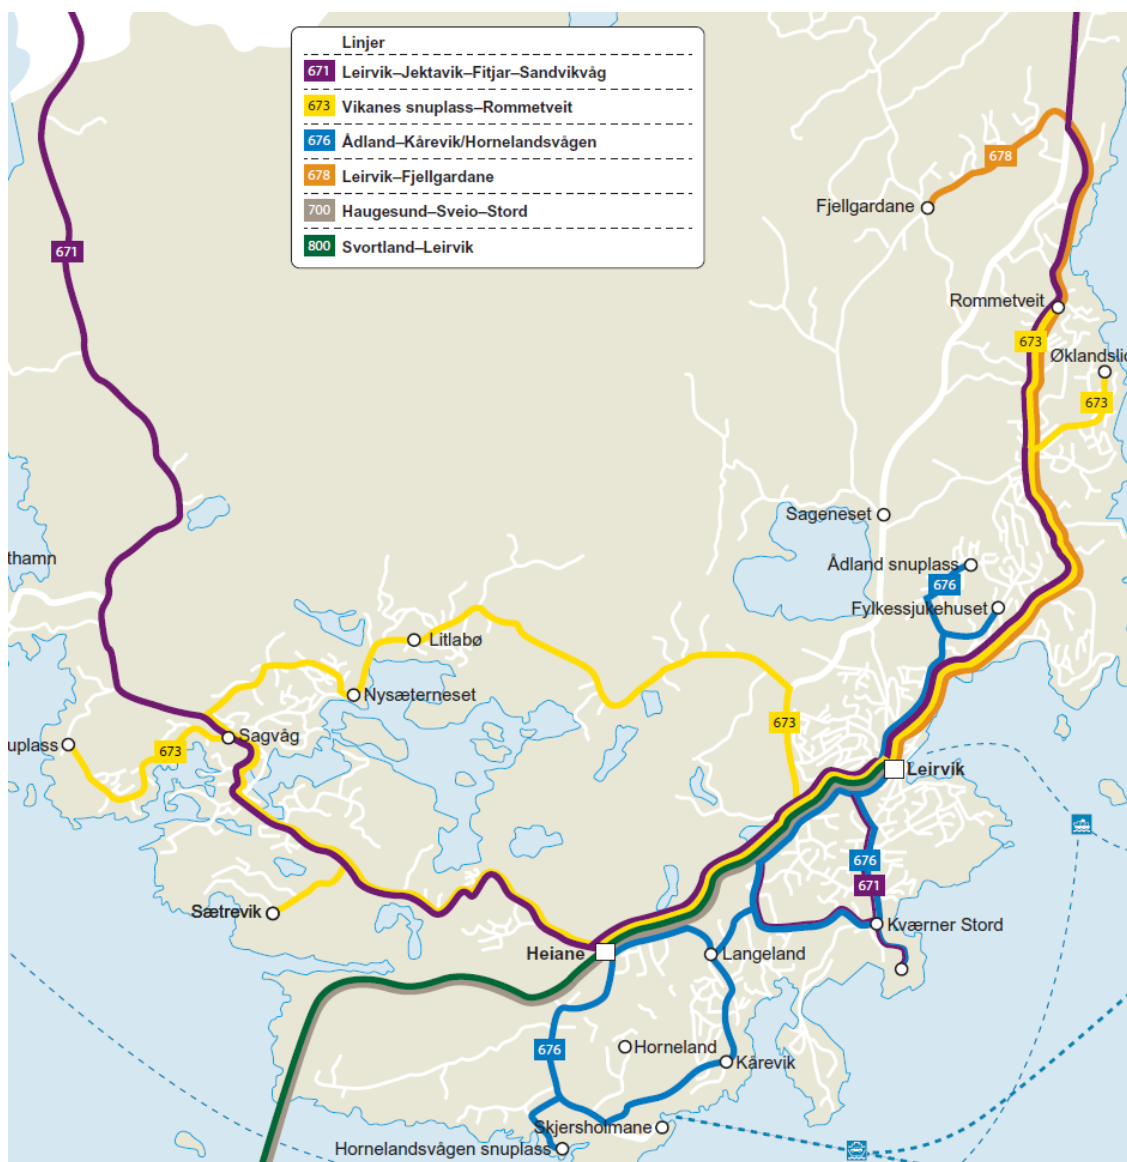 Linjer
671 Leirvik–Jektavik–Fitjar–Sandvikvåg
673 Vikanes snuplass–Rommetveit
676 Ådland–Kårevik/Hornelandsvågen
678 Leirvik–Fjellgardane
700 Haugesund–Sveio–Stord
800 Svortland–Leirvik
678
Fjellgardane
671
Rommetveit
673
Øklandslid
673
Sageneset
thamn
Ådland snuplass
676
Fylkessjukehuset
Litlabø
Nysæterneset
673
Sagvåg
uplass
673
Leirvik
676
671
Sætrevik
Kværner Stord
Heiane
Langeland
676
Horneland
Kårevik
Skjersholmane
Hornelandsvågen snuplass